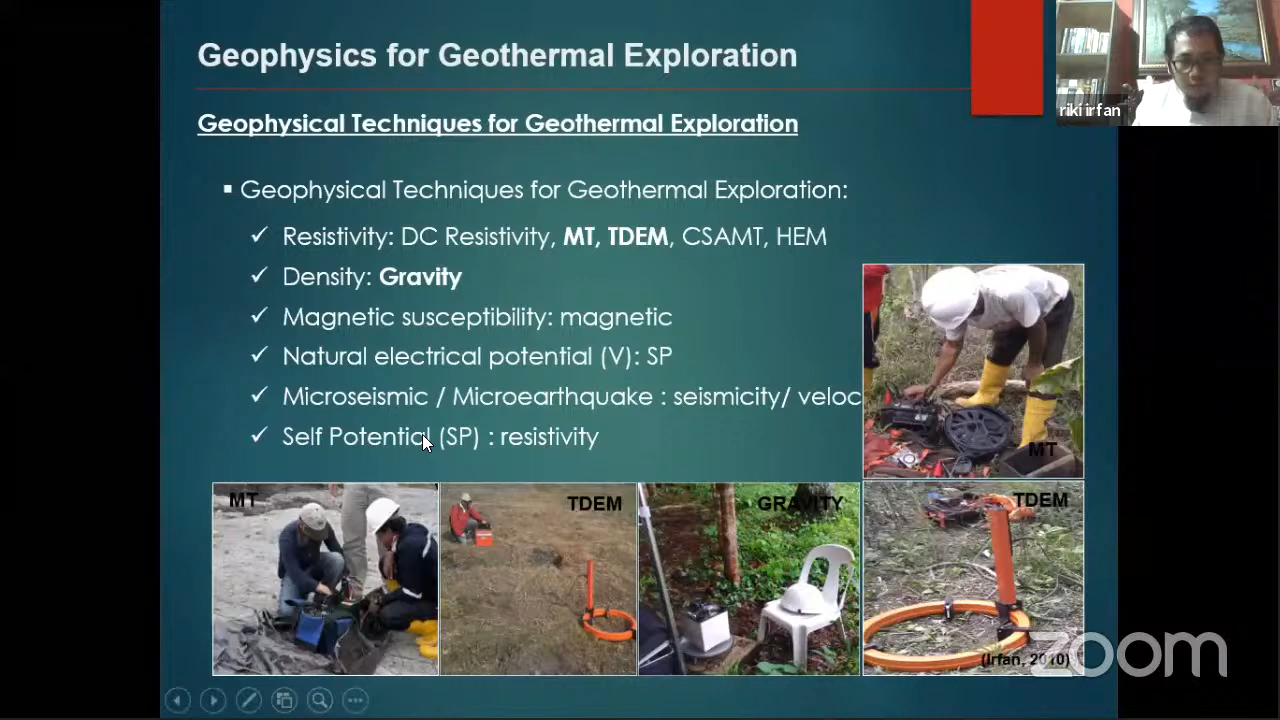 Geophysics for Geothermal Exploration
riki irfan
Geophysical Techniques for Geothermal Exploration
▪ Geophysical Techniques for Geothermal Exploration:
✓ Resistivity: DC Resistivity, MT, TDEM, CSAMT, HEM
✓ Density: Gravity
✓ Magnetic susceptibility: magnetic
✓ Natural electrical potential (V): SP
✓ Microseismic / Microearthquake : seismicity/ veloc
✓ Self Potential (SP) : resistivity
MT
MT
TDEM
GRAVITY
TDEM
(Irfan, 2010)
zoom